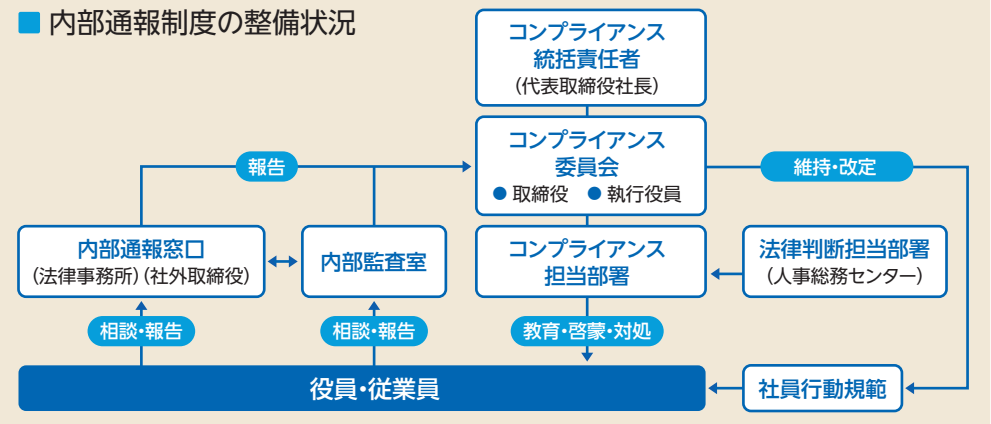 ■ 内部通報制度の整備状況
コンプライアンス
統括責任者
(代表取締役社長)
コンプライアンス
委員会
● 取締役 ● 執行役員
報告
維持・改定
内部通報窓口
(法律事務所)(社外取締役)
内部監査室
コンプライアンス
担当部署
法律判断担当部署
(人事総務センター)
相談・報告
相談・報告
教育・啓蒙・対処
役員・従業員
社員行動規範